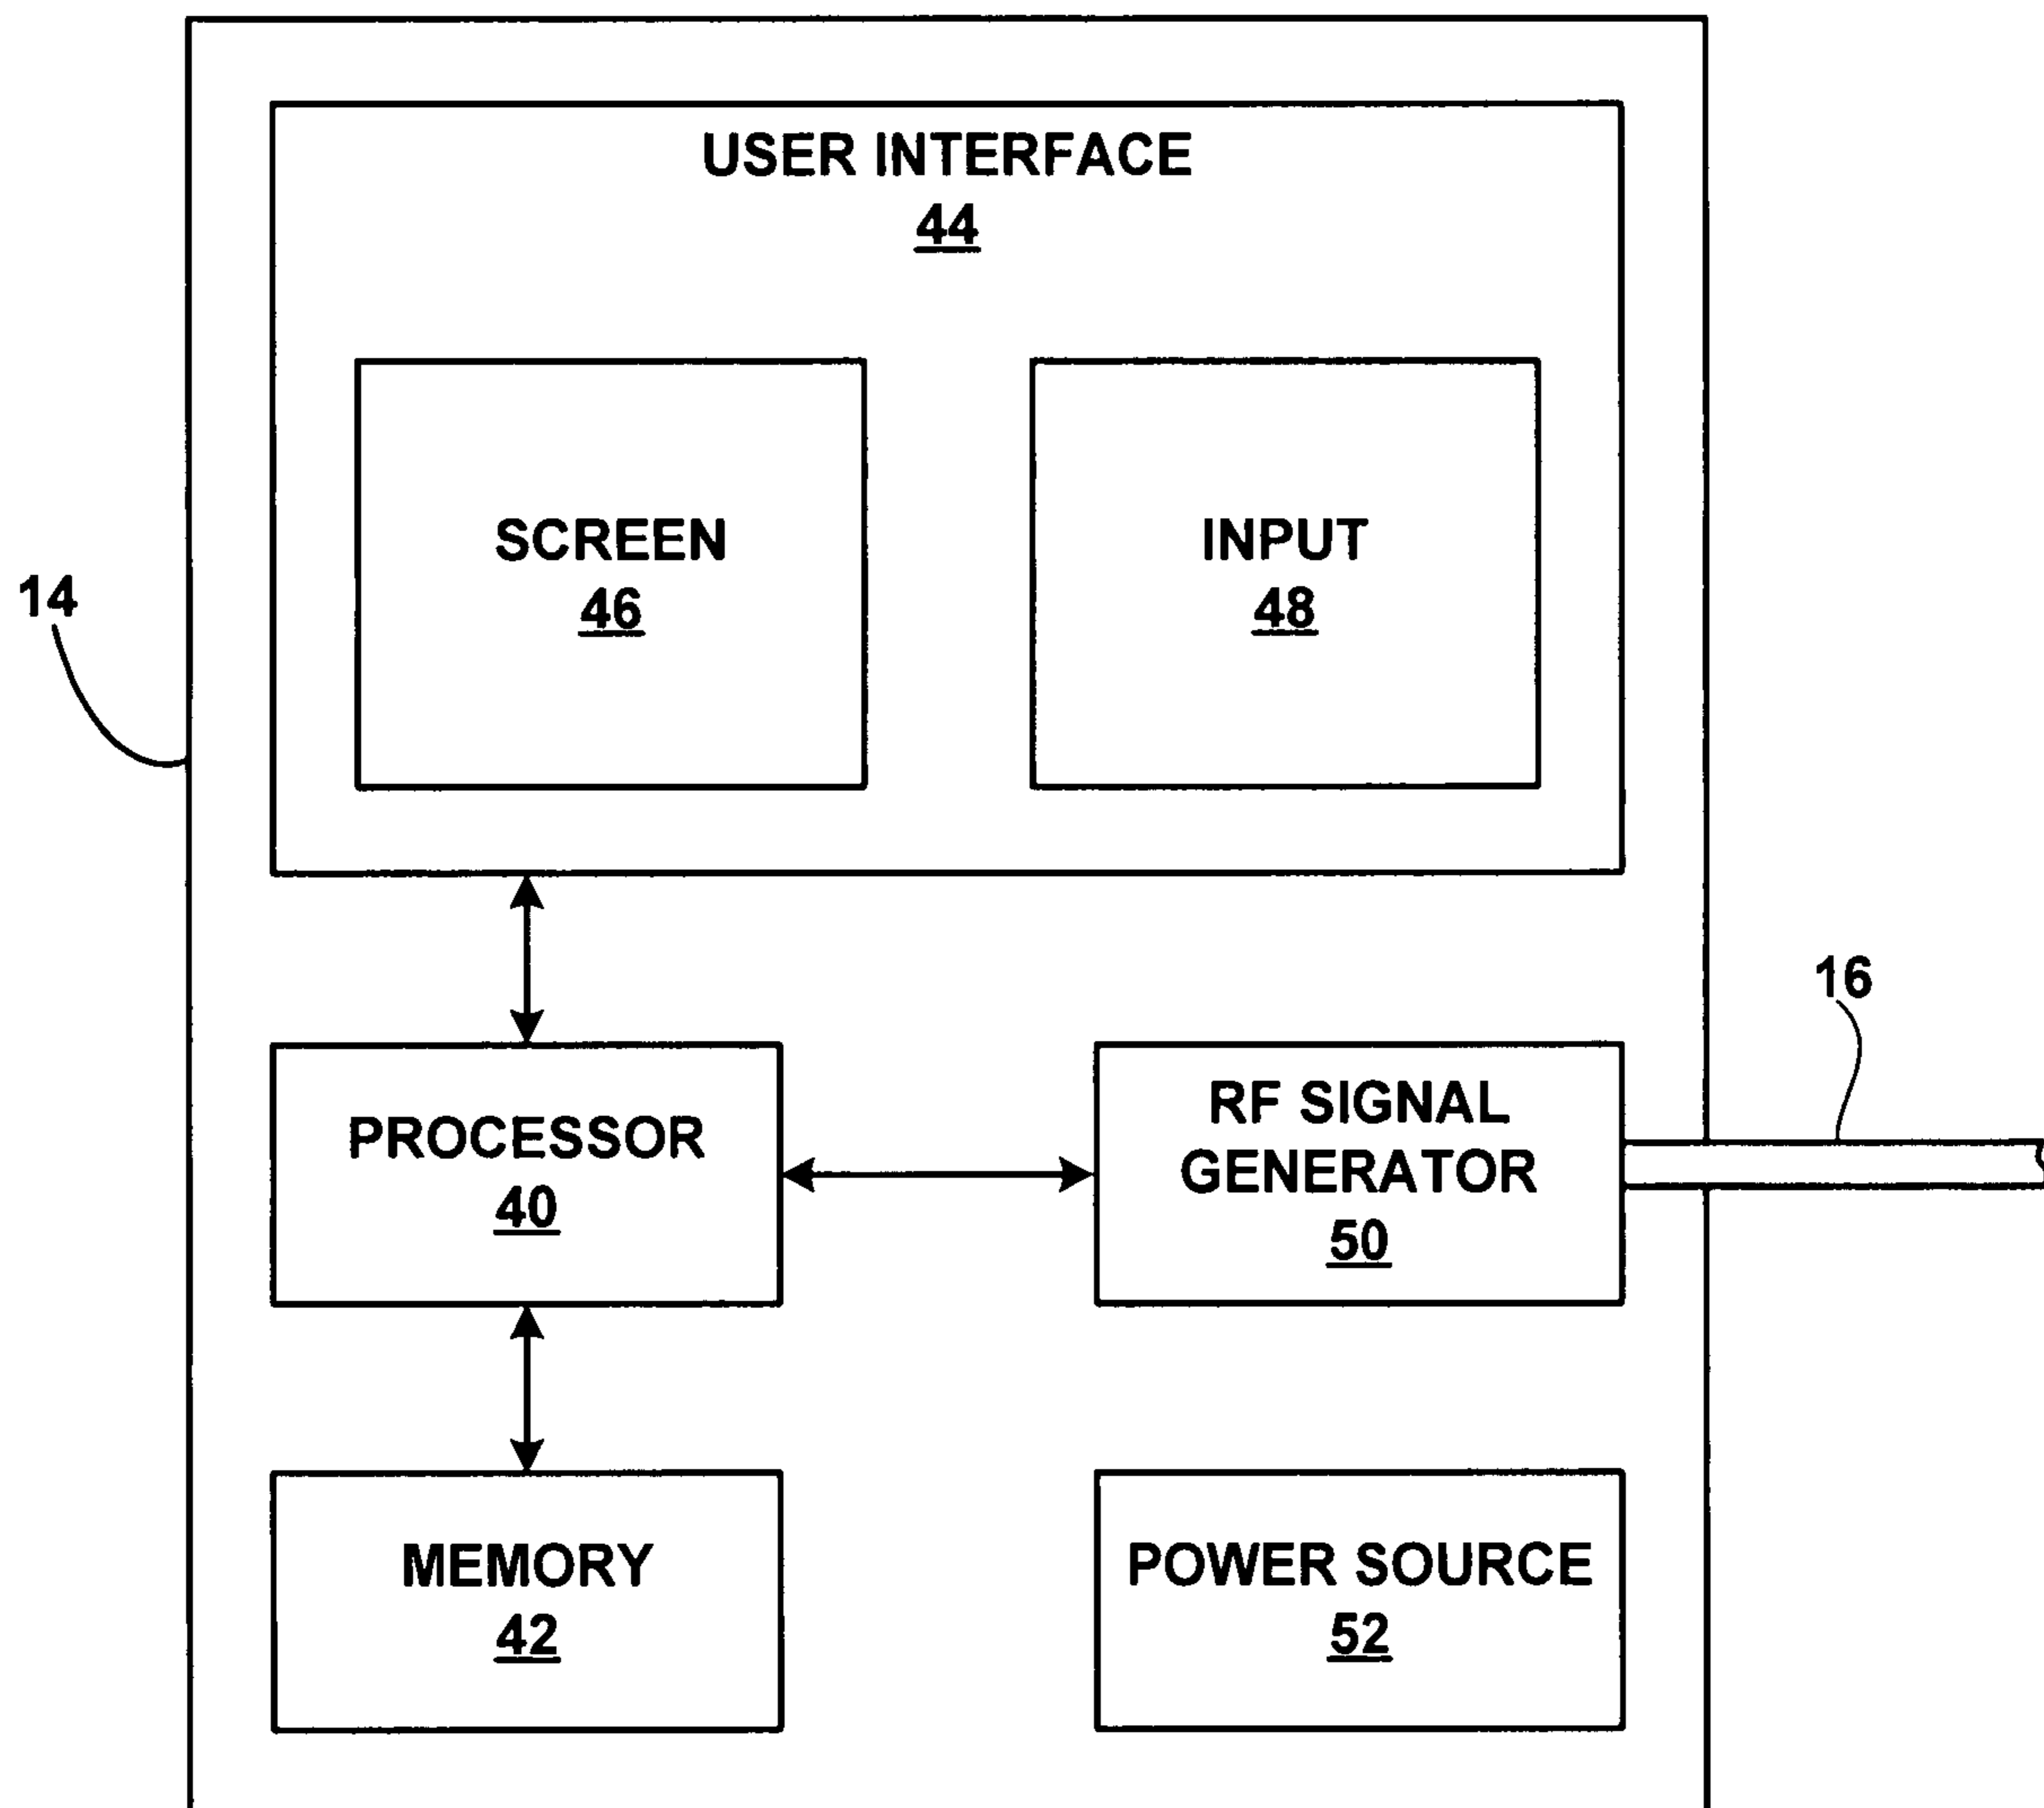 USER INTERFACE
44
SCREEN
46
INPUT
48
14
16
PROCESSOR
40
RF SIGNAL
GENERATOR
50
MEMORY
42
POWER SOURCE
52